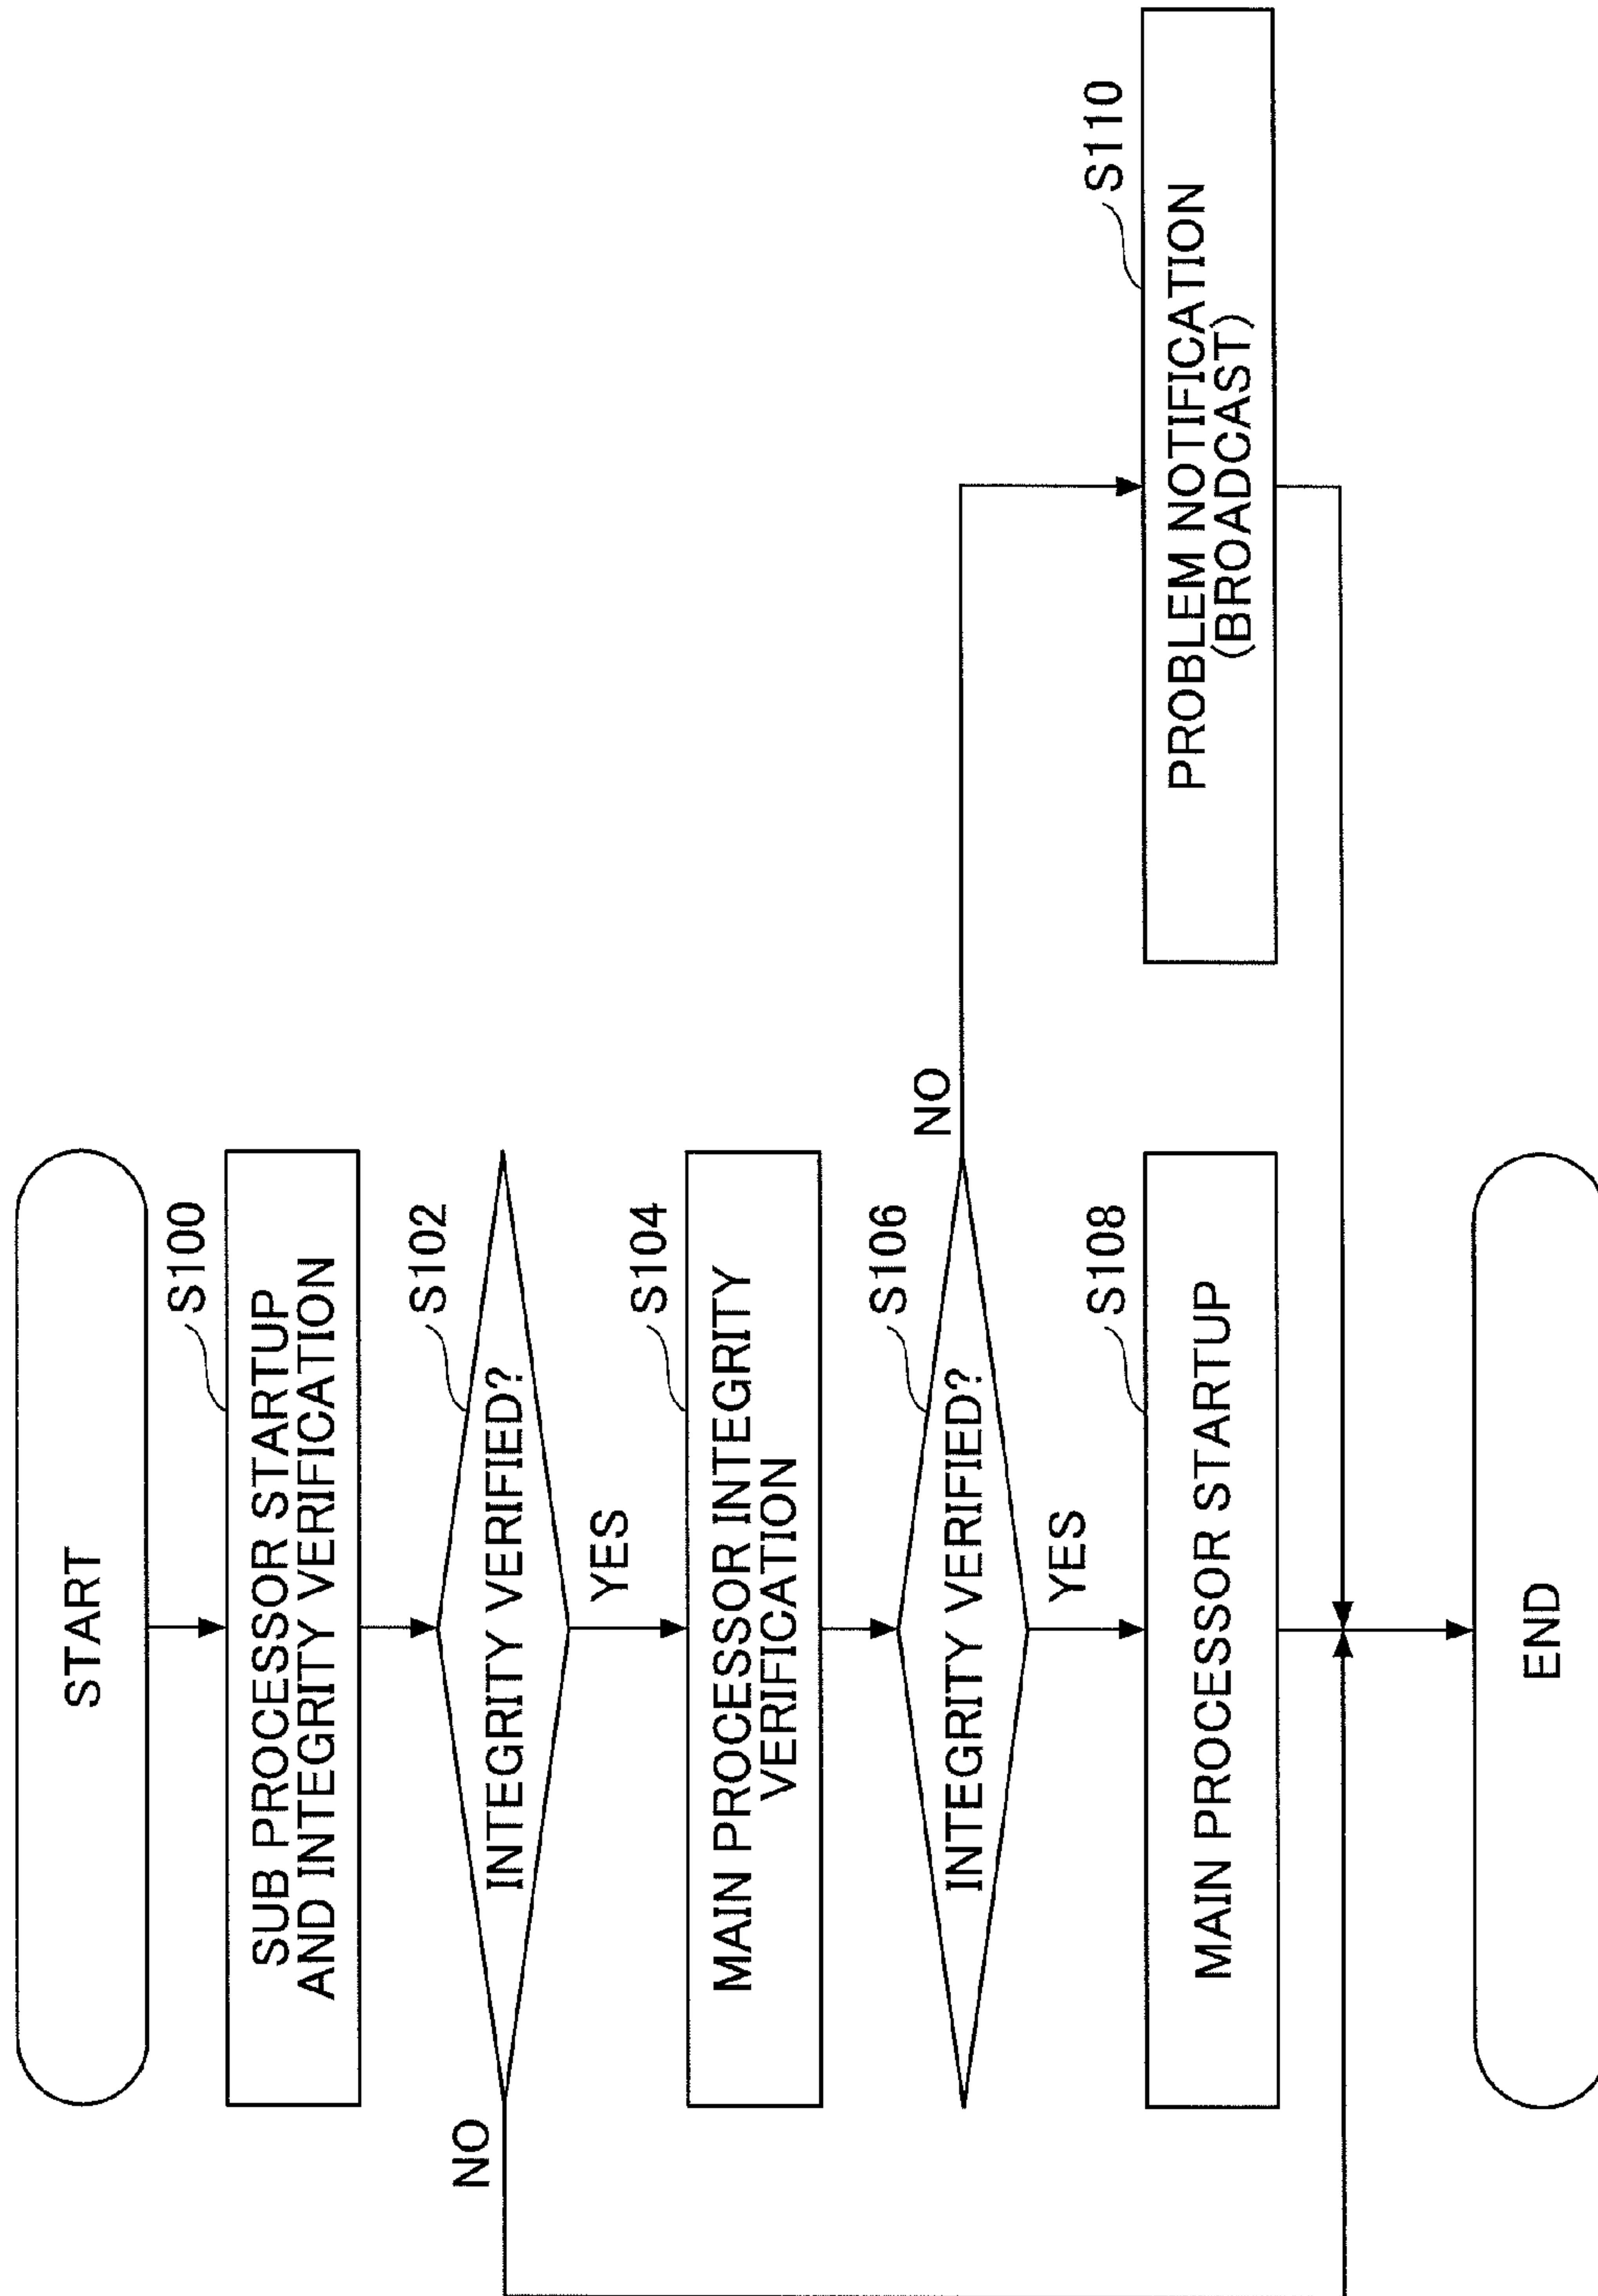 START
S100
SUB PROCESSOR STARTUP
AND INTEGRITY VERIFICATION
S102
INTEGRITY VERIFIED?
NO
YES
S104
MAIN PROCESSOR INTEGRITY
VERIFICATION
S106
INTEGRITY VERIFIED?
NO
YES
S108
MAIN PROCESSOR STARTUP
S110
PROBLEM NOTIFICATION
(BROADCAST)
END